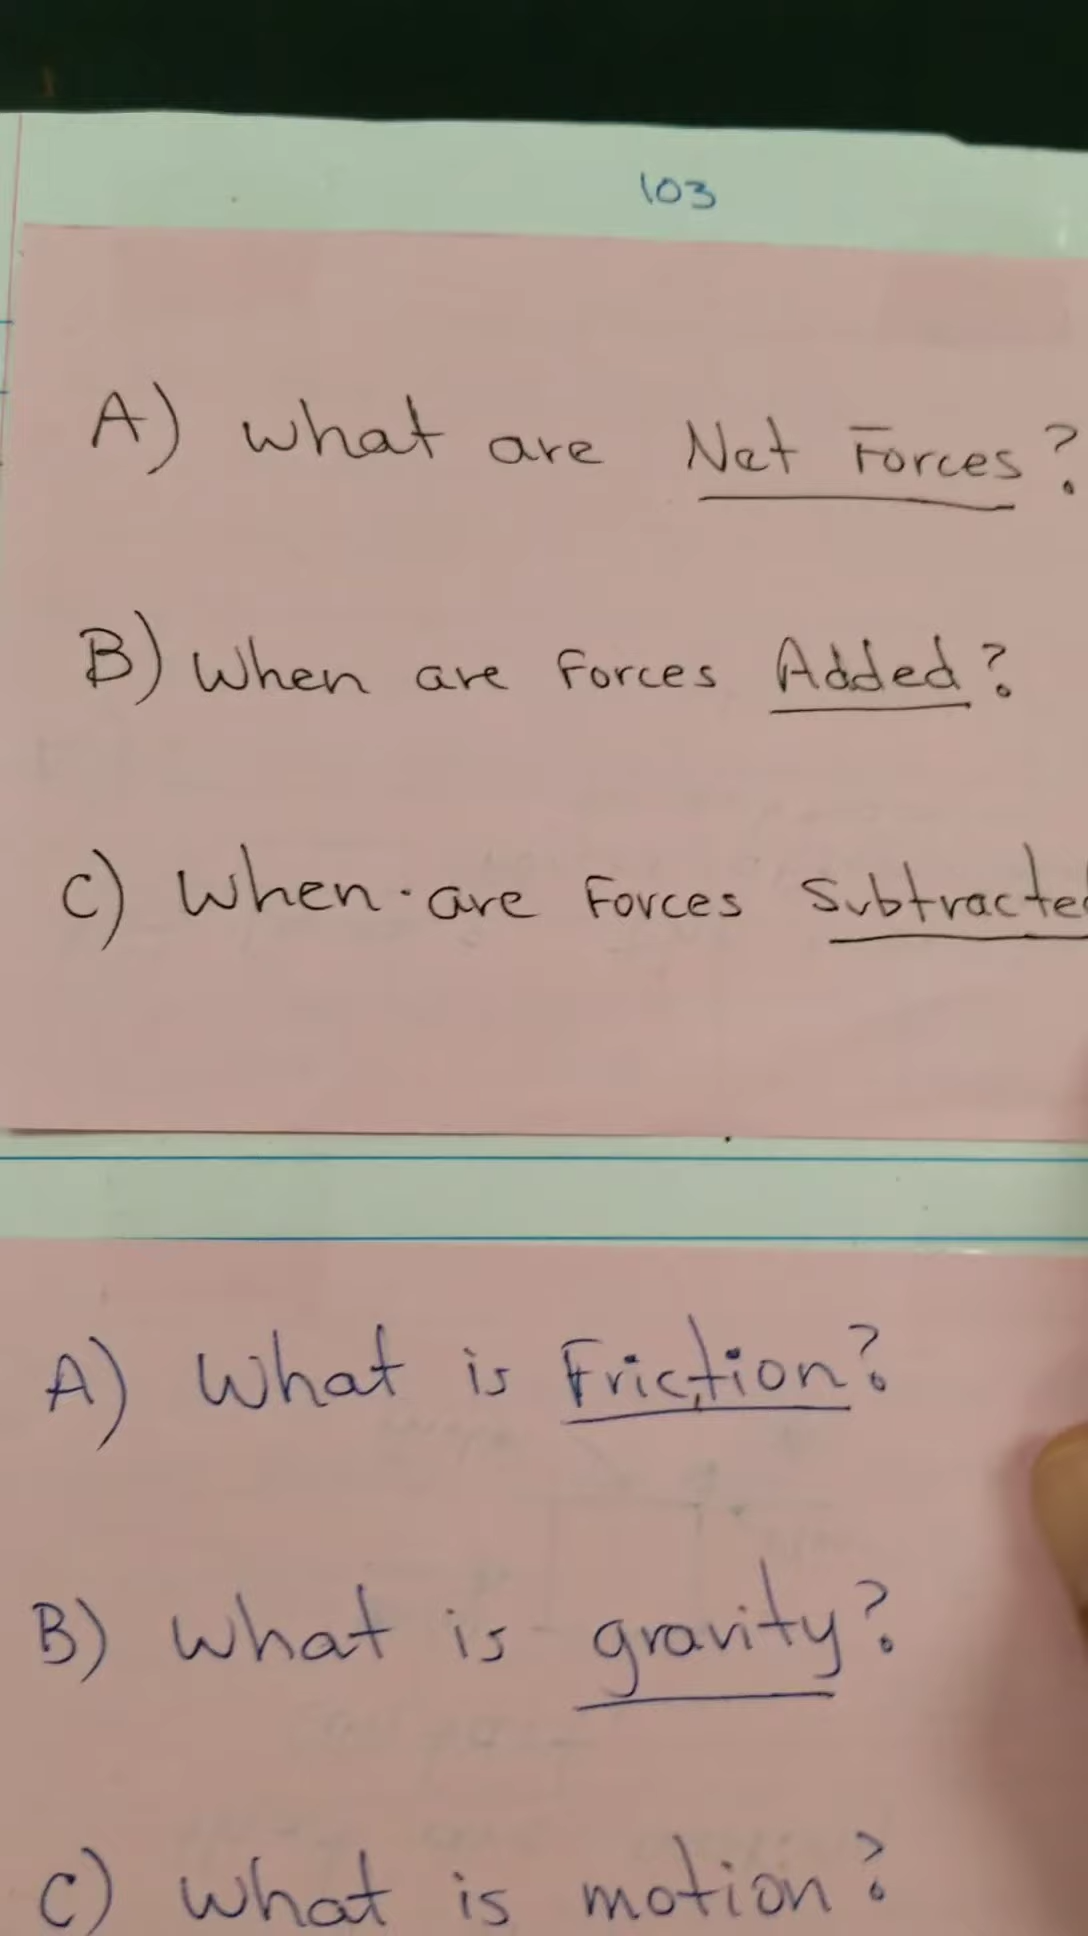 103
A) What are Net Forces?
B) When are Forces Added?
C) When are Forces Subtracted
A) What is Friction?
B) What is gravity?
C) What is motion?